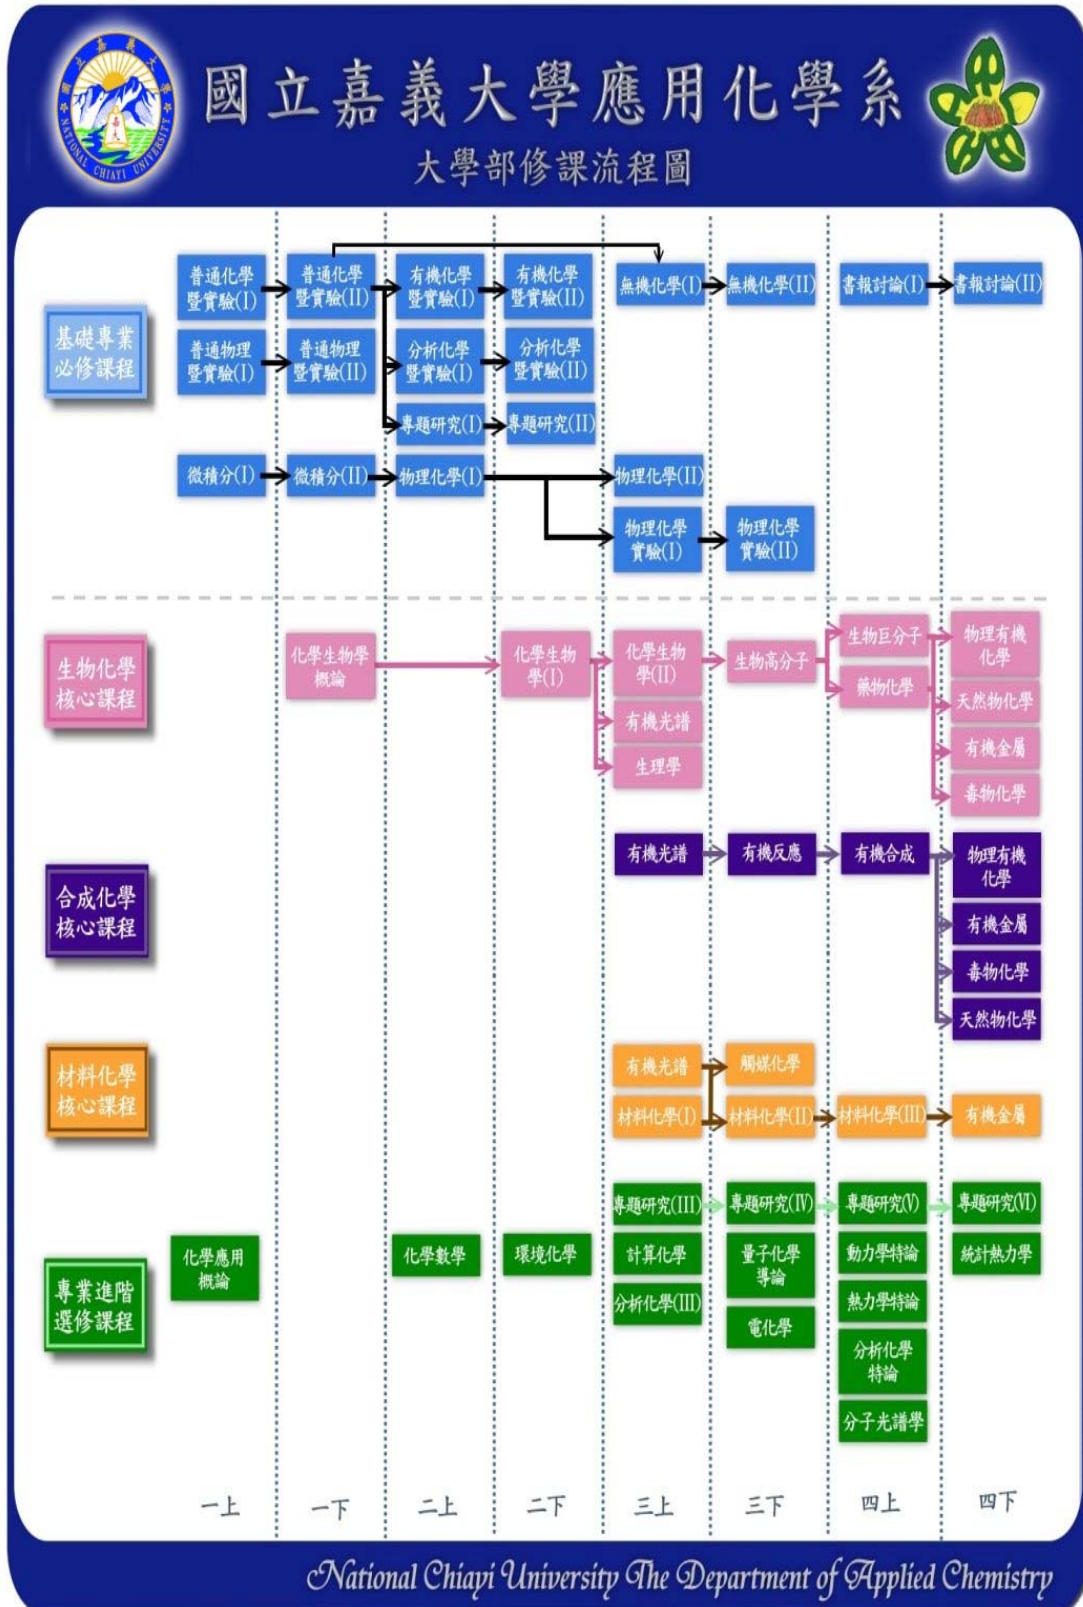 國立嘉義大學
NATIONAL CHIAYI UNIVERSITY
嘉大
國立嘉義大學應用化學系
大學部修課流程圖
基礎專業
必修課程
普通化學
暨實驗(I)
普通化學
暨實驗(II)
有機化學
暨實驗(I)
有機化學
暨實驗(II)
無機化學(I)
無機化學(II)
書報討論(I)
書報討論(II)
普通物理
暨實驗(I)
普通物理
暨實驗(II)
分析化學
暨實驗(I)
分析化學
暨實驗(II)
專題研究(I)
專題研究(II)
微積分(I)
微積分(II)
物理化學(I)
物理化學(II)
物理化學
實驗(I)
物理化學
實驗(II)
生物化學
核心課程
化學生物學
概論
化學生物
學(I)
化學生物
學(II)
有機光譜
生理學
生物高分子
生物巨分子
藥物化學
物理有機
化學
天然物化學
有機金屬
毒物化學
合成化學
核心課程
有機光譜
有機反應
有機合成
物理有機
化學
有機金屬
毒物化學
天然物化學
材料化學
核心課程
有機光譜
觸媒化學
材料化學(I)
材料化學(II)
材料化學(III)
有機金屬
專業進階
選修課程
化學應用
概論
化學數學
環境化學
專題研究(III)
專題研究(IV)
專題研究(V)
專題研究(VI)
計算化學
量子化學
導論
動力學特論
統計熱力學
分析化學(III)
電化學
熱力學特論
分析化學
特論
分子光譜學
一上
一下
二上
二下
三上
三下
四上
四下
National Chiayi University The Department of Applied Chemistry